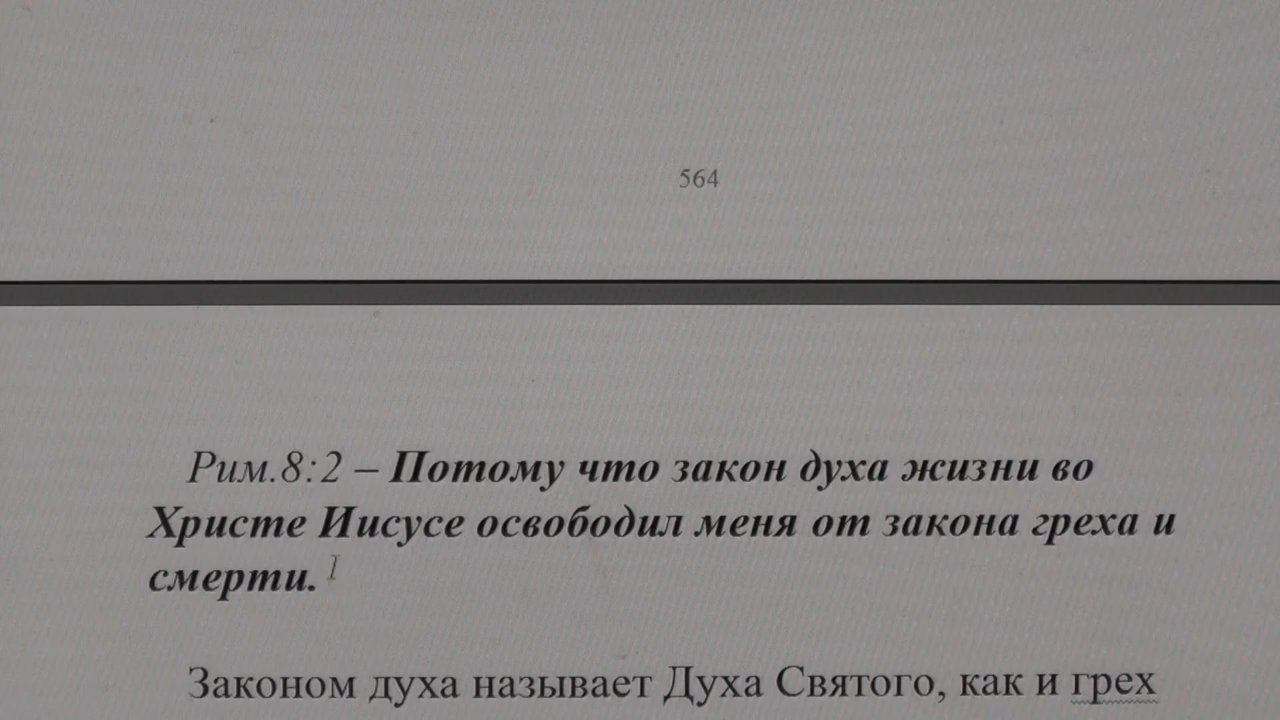 564
Рим.8:2 – Потому что закон духа жизни во
Христе Иисусе освободил меня от закона греха и
смерти.
Законом духа называет Духа Святого, как и грех